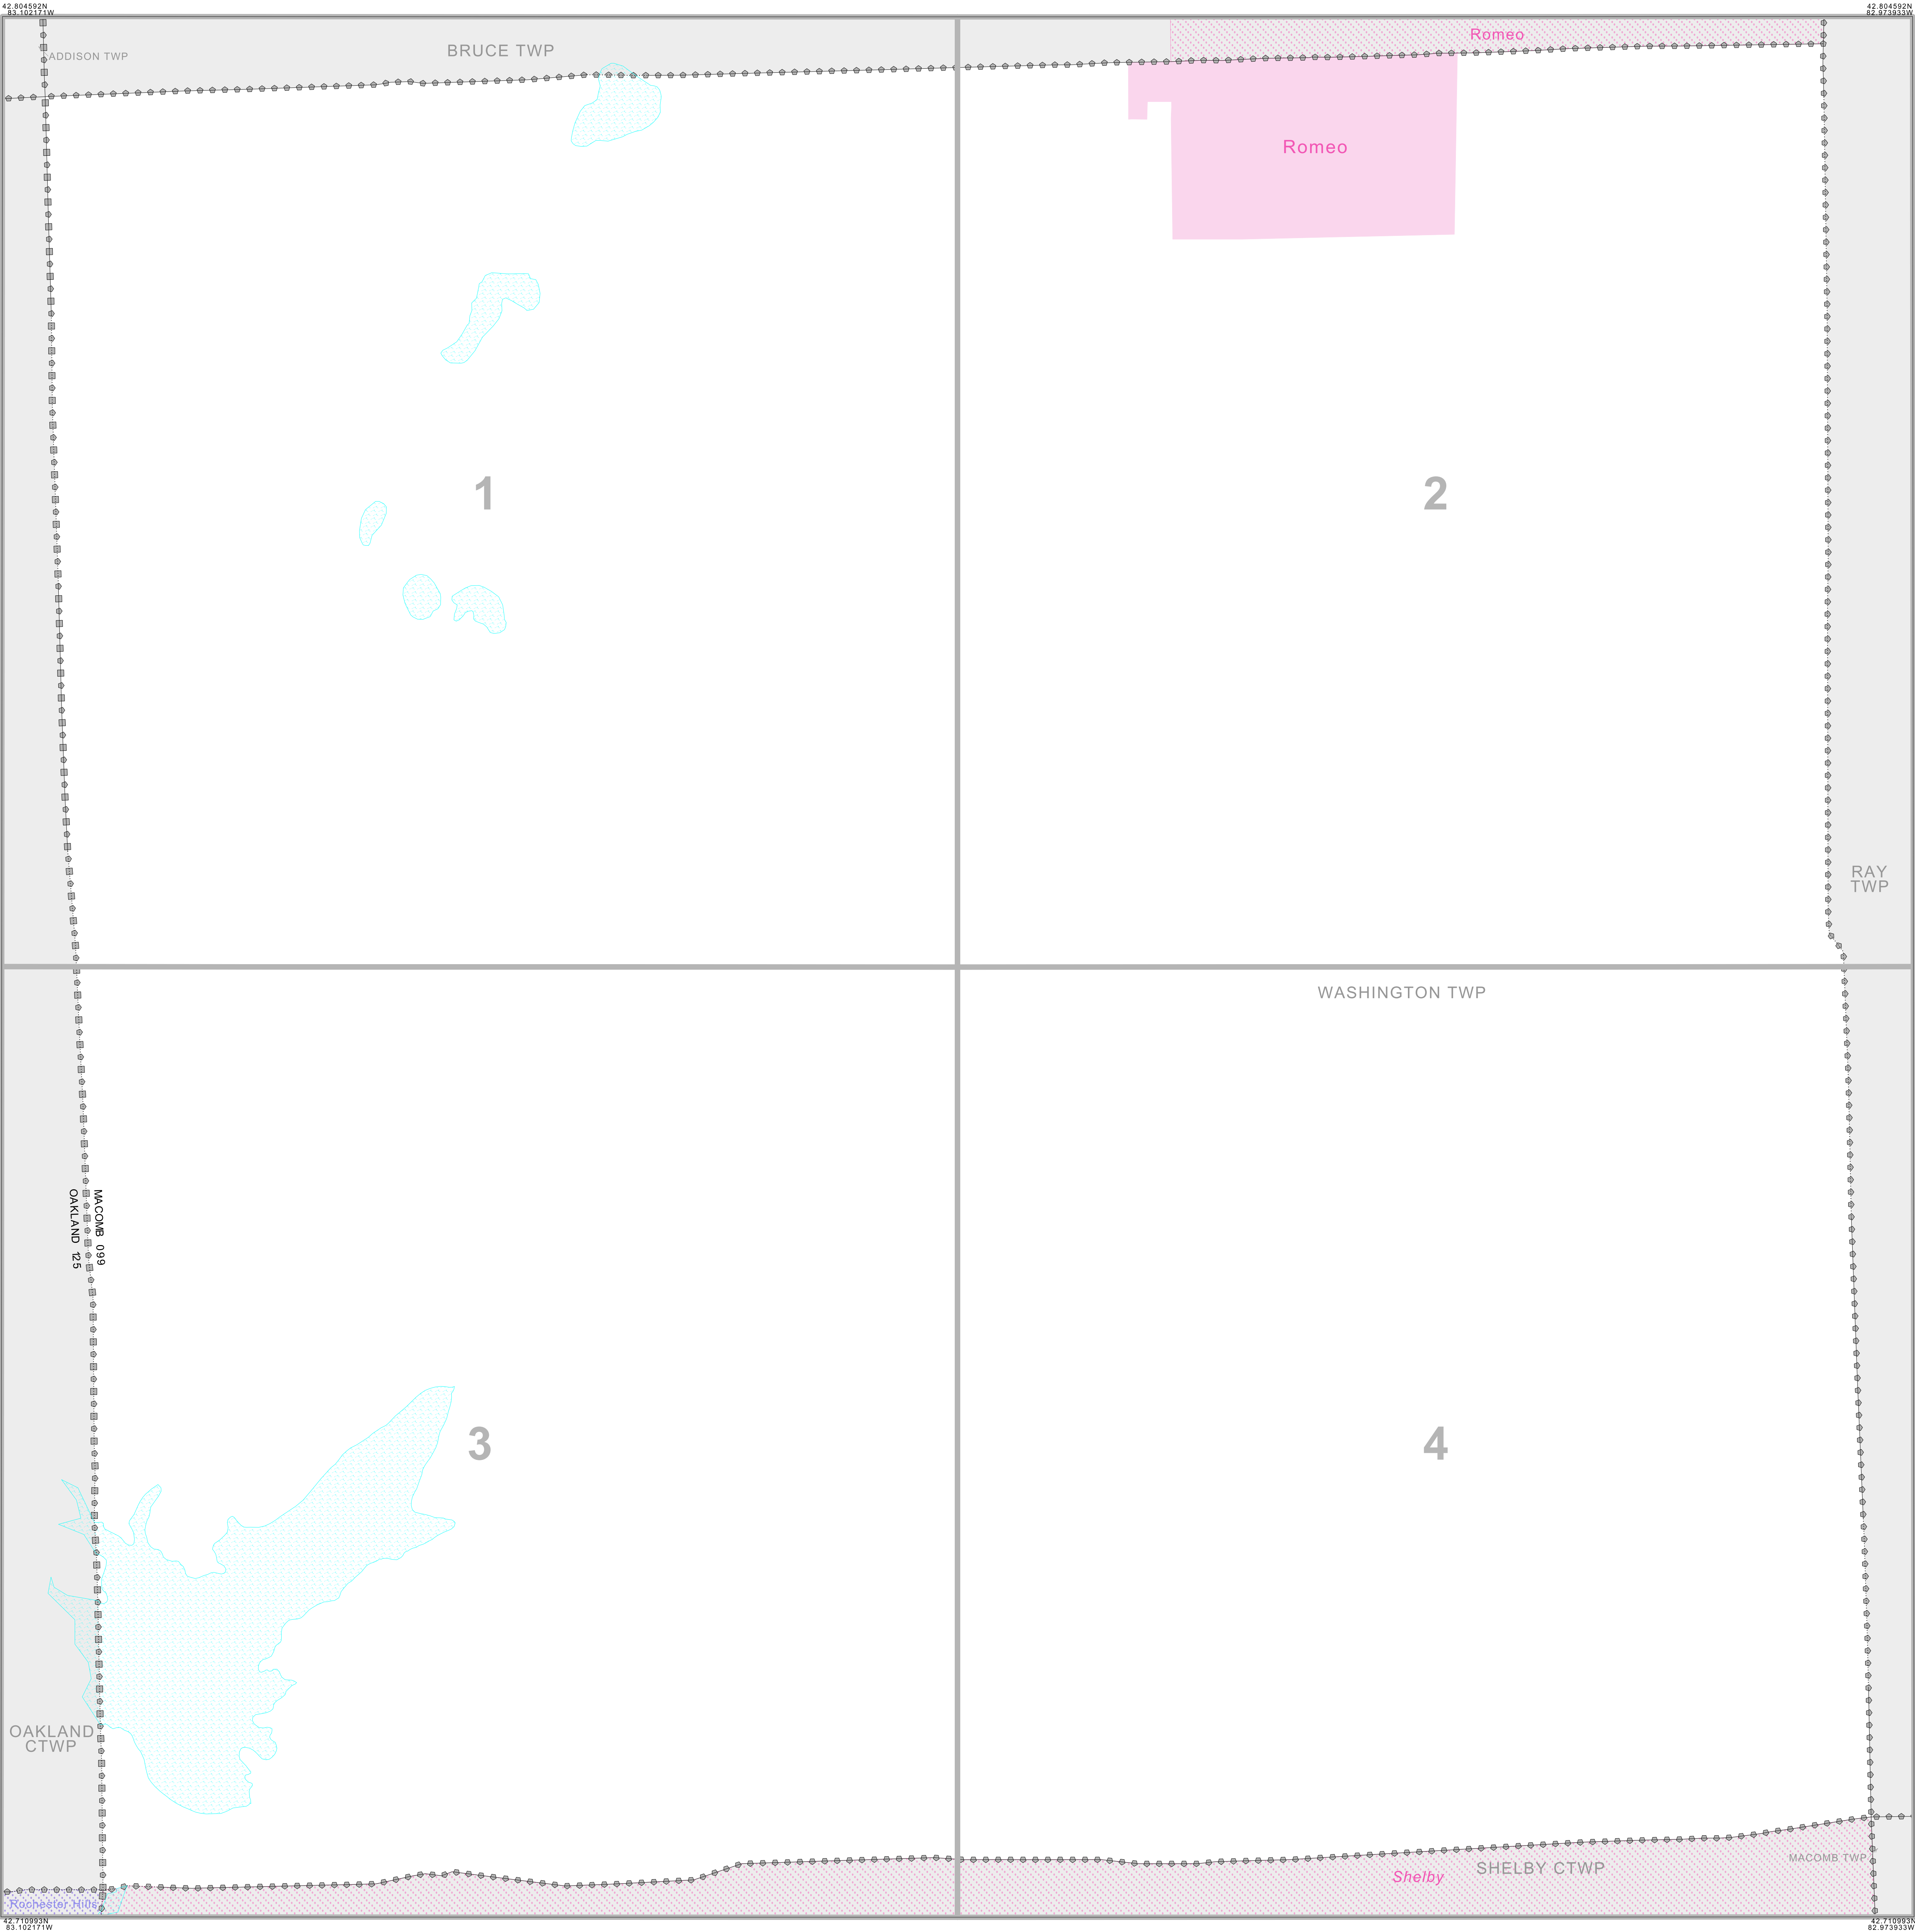 42.804592N
83.102171W
42.804592N
82.973933W
ADDISON TWP
BRUCE TWP
Romeo
Romeo
1
2
RAY
TWP
WASHINGTON TWP
MACOMB 099
OAKLAND 125
3
4
OAKLAND
CTWP
Rochester Hills
Shelby
SHELBY CTWP
MACOMB TWP
42.710993N
83.102171W
42.710993N
82.973933W